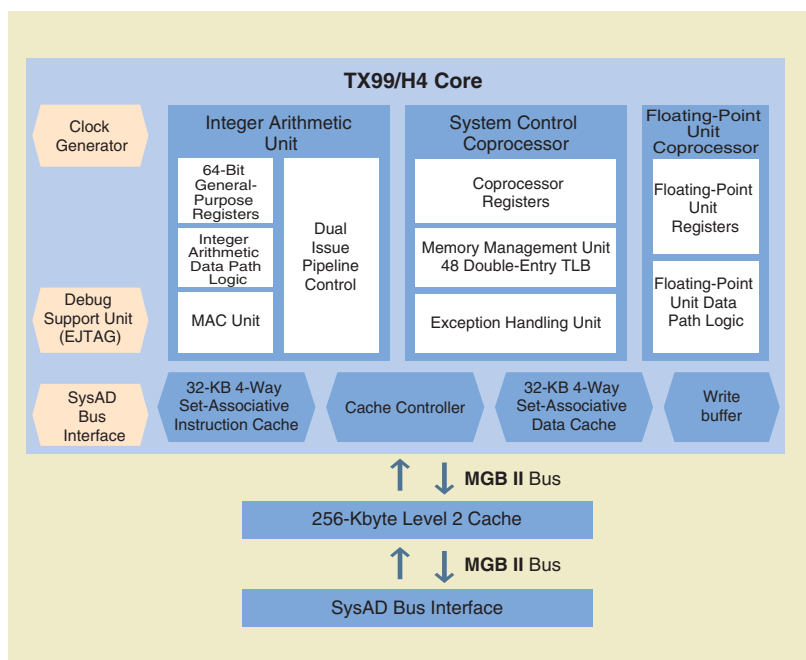 TX99/H4 Core
Clock
Generator
Debug
Support Unit
(EJTAG)
SysAD
Bus
Interface
Integer Arithmetic
Unit
64-Bit
General-
Purpose
Registers
Integer
Arithmetic
Data Path
Logic
MAC Unit
Dual
Issue
Pipeline
Control
System Control
Coprocessor
Coprocessor
Registers
Memory Management Unit
48 Double-Entry TLB
Exception Handling Unit
Floating-Point
Unit
Coprocessor
Floating-Point
Unit
Registers
Floating-Point
Unit Data
Path Logic
32-KB 4-Way
Set-Associative
Instruction Cache
Cache Controller
32-KB 4-Way
Set-Associative
Data Cache
Write
buffer
MGB II Bus
256-Kbyte Level 2 Cache
MGB II Bus
SysAD Bus Interface